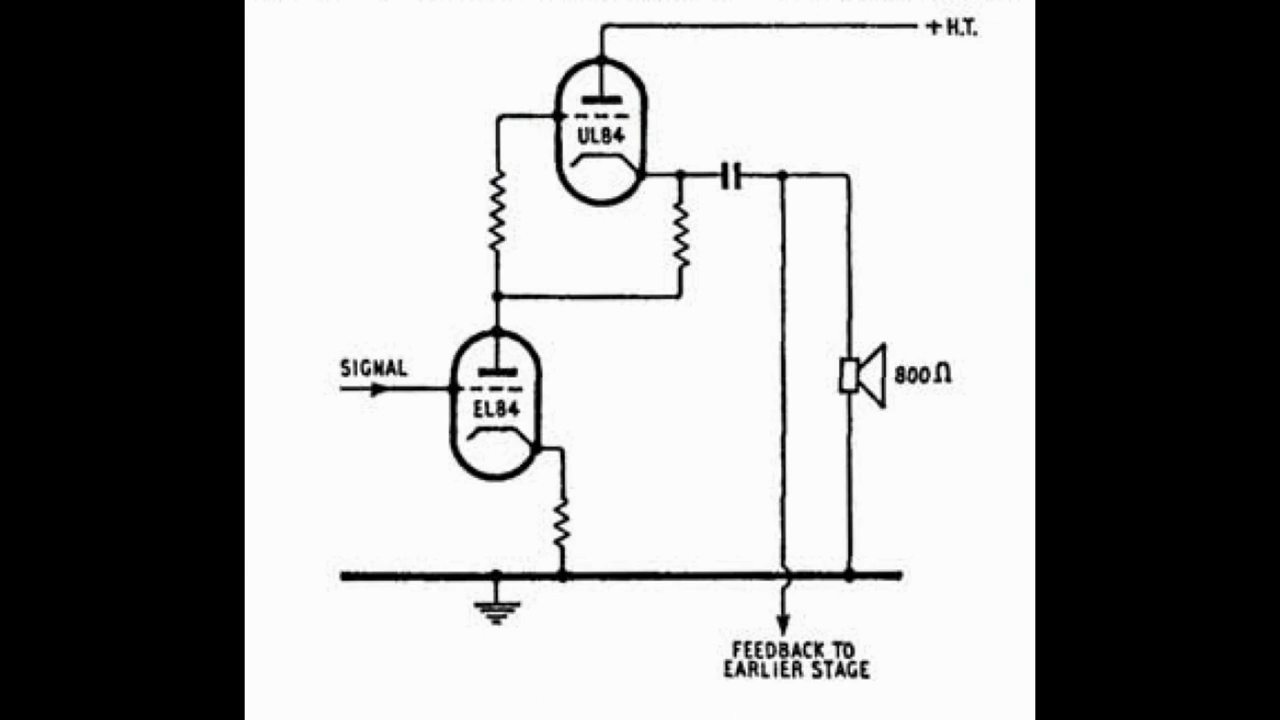 + H.T.
UL84
SIGNAL
800Ω
EL84
FEEDBACK TO
EARLIER STAGE